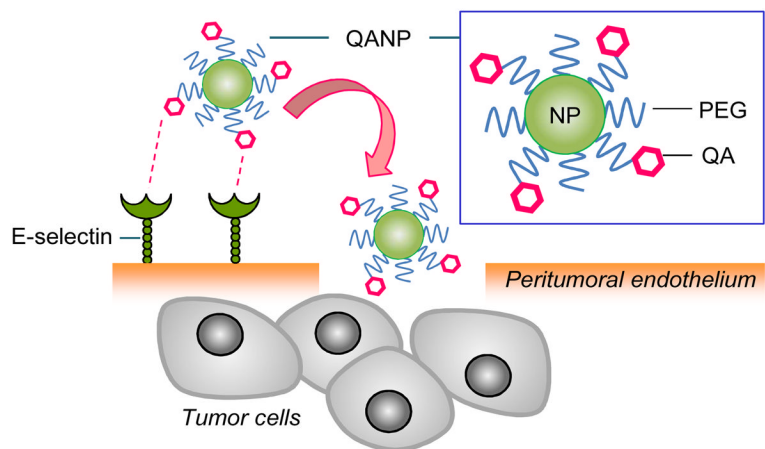 QANP
NP
PEG
QA
E-selectin
Peritumoral endothelium
Tumor cells